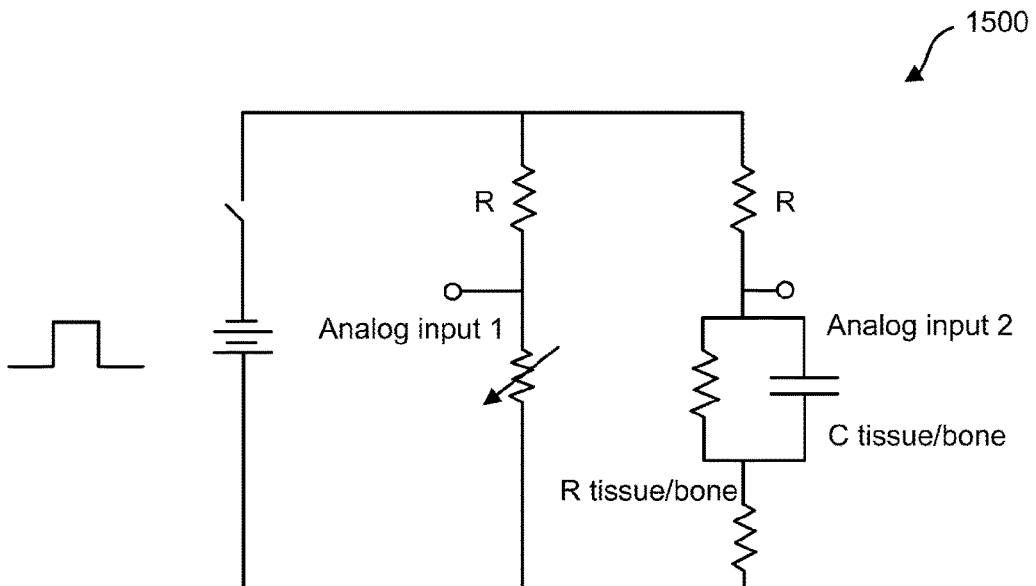 1500
R
R
Analog input 1
Analog input 2
C tissue/bone
R tissue/bone